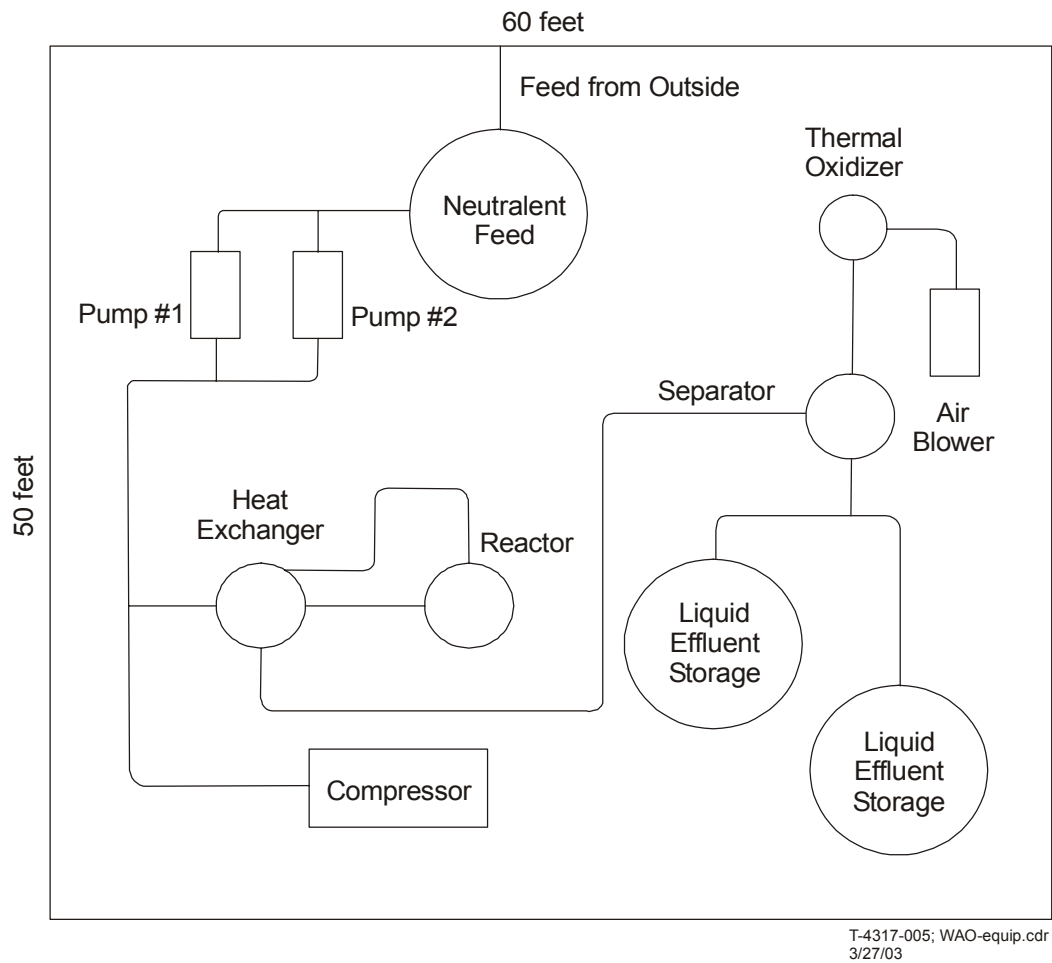 60 feet
Feed from Outside
Thermal
Oxidizer
Neutralent
Feed
Pump #1
Pump #2
Separator
Air
Blower
50 feet
Heat
Exchanger
Reactor
Liquid
Effluent
Storage
Liquid
Effluent
Storage
Compressor
T-4317-005; WAO-equip.cdr
3/27/03